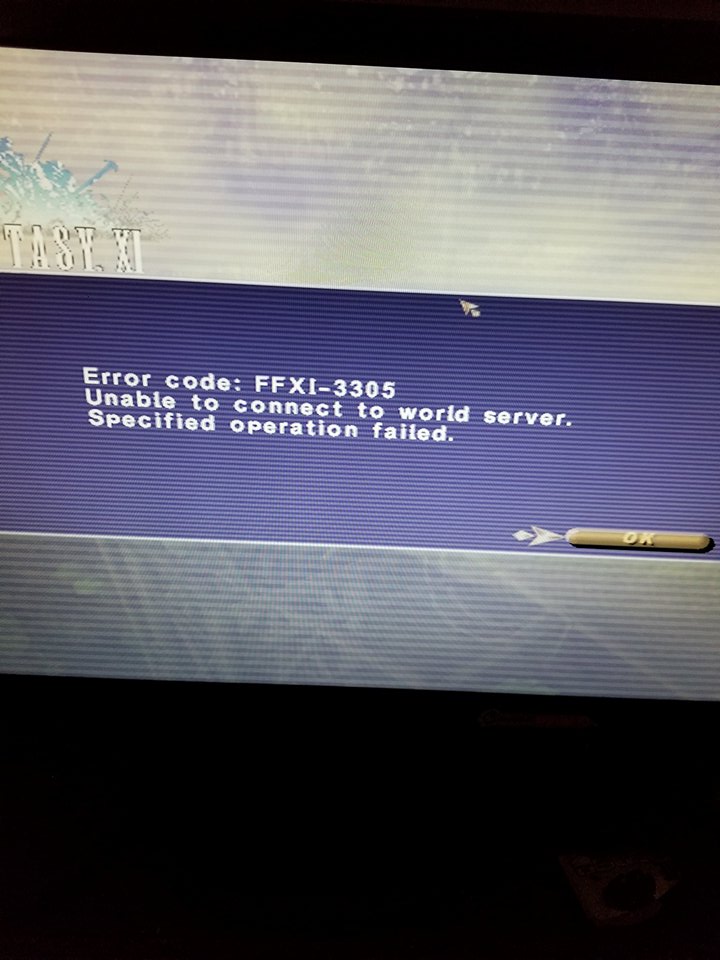 TASY XI
Error code: FFXI-3305
Unable to connect to world server.
Specified operation failed.
OK